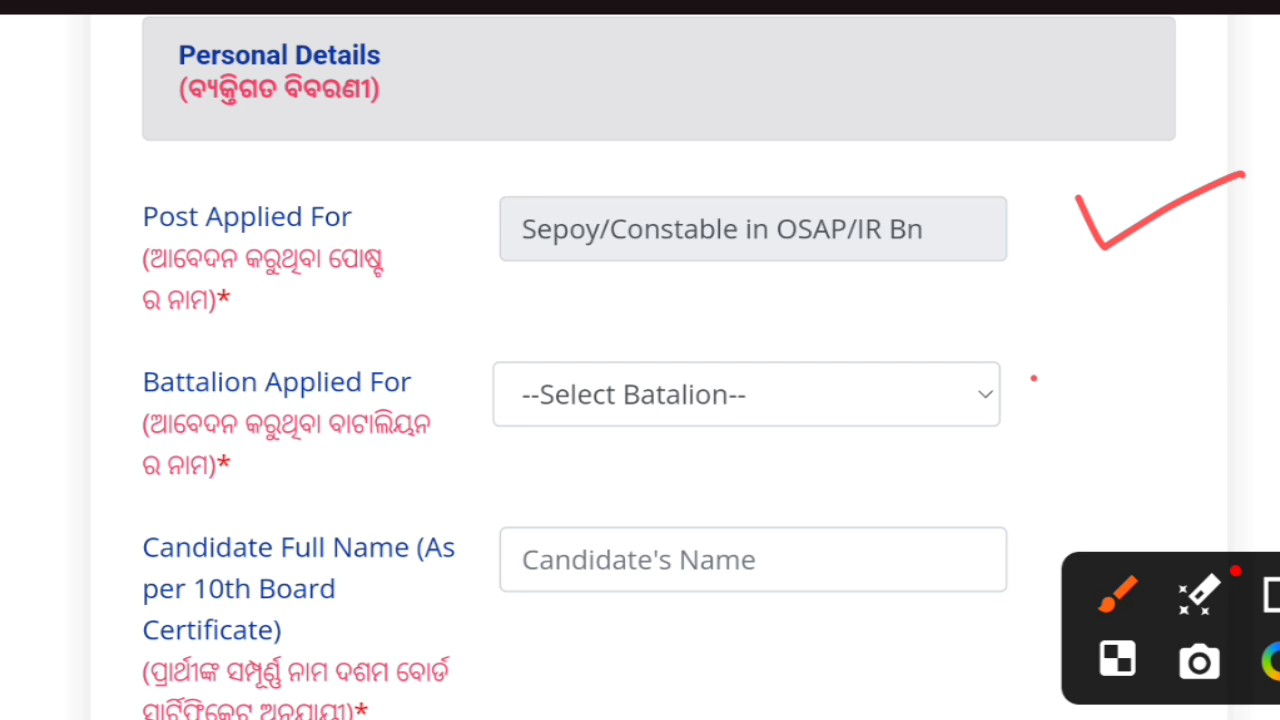 Personal Details
(ବ୍ୟକ୍ତିଗତ ବିବରଣୀ)
Post Applied For
(ଆବେଦନ କରୁଥିବା ପୋଷ୍ଟ
ର ନାମ)*
Sepoy/Constable in OSAP/IR Bn
Battalion Applied For
(ଆବେଦନ କରୁଥିବା ବାଟାଲିୟନ
ର ନାମ)*
--Select Batalion--
Candidate Full Name (As
per 10th Board
Certificate)
(ପ୍ରାର୍ଥୀଙ୍କ ସମ୍ପୂର୍ଣ୍ଣ ନାମ ଦଶମ ବୋର୍ଡ
ସାର୍ଟିଫିକେଟ ଅନୁଯାୟୀ)*
Candidate's Name